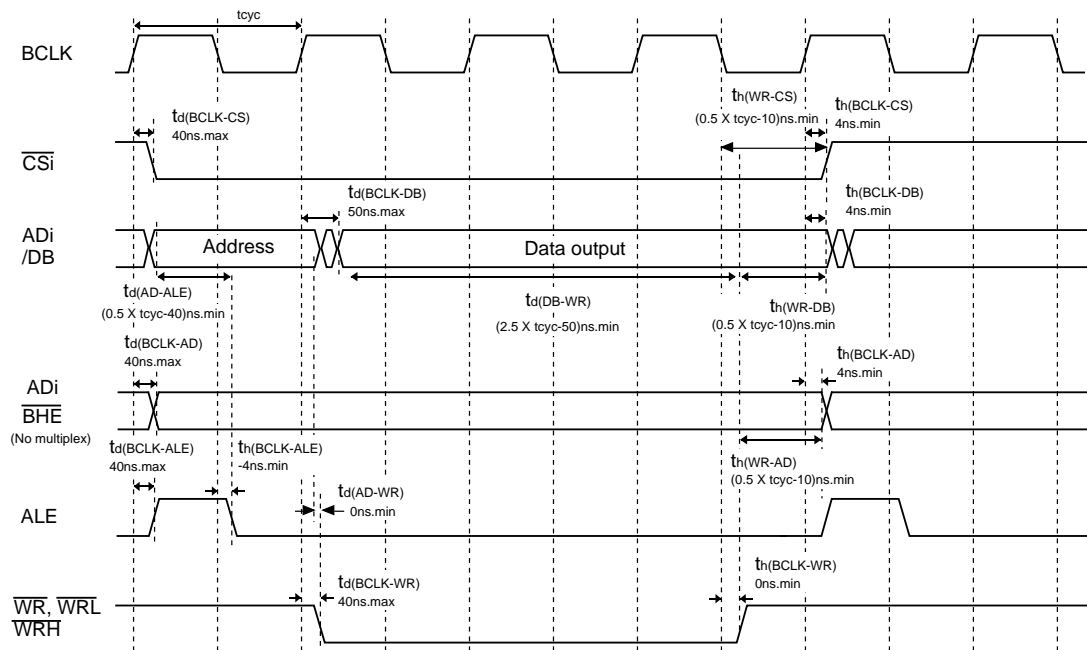 tcyc
BCLK
td(BCLK-CS)
40ns.max
th(WR-CS)
(0.5 X tcyc-10)ns.min
th(BCLK-CS)
4ns.min
CSi
td(BCLK-DB)
50ns.max
th(BCLK-DB)
4ns.min
ADi
/DB
Address
Data output
td(AD-ALE)
(0.5 X tcyc-40)ns.min
td(DB-WR)
(2.5 X tcyc-50)ns.min
th(WR-DB)
(0.5 X tcyc-10)ns.min
td(BCLK-AD)
40ns.max
th(BCLK-AD)
4ns.min
ADi
BHE
(No multiplex)
td(BCLK-ALE)
40ns.max
th(BCLK-ALE)
-4ns.min
th(WR-AD)
(0.5 X tcyc-10)ns.min
td(AD-WR)
0ns.min
ALE
th(BCLK-WR)
0ns.min
td(BCLK-WR)
40ns.max
WR, WRL
WRH